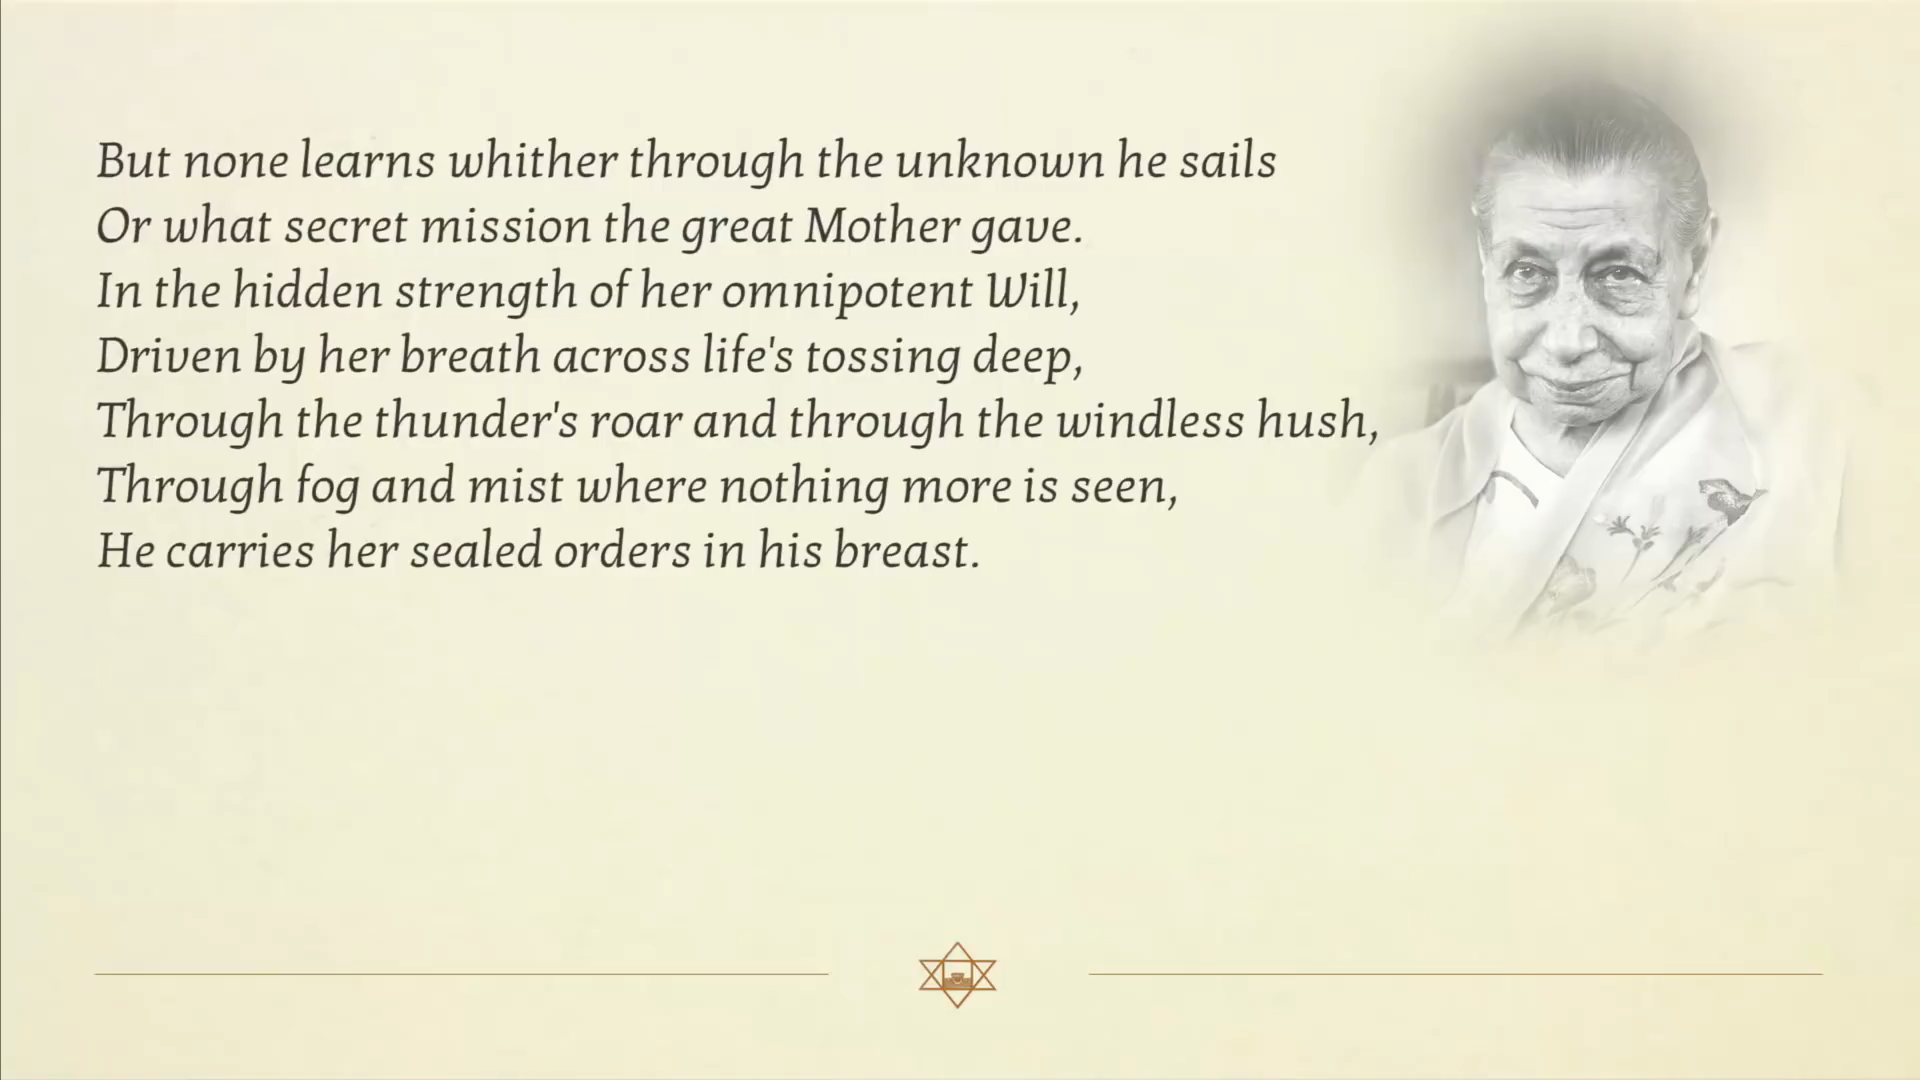 But none learns whither through the unknown he sails
Or what secret mission the great Mother gave.
In the hidden strength of her omnipotent Will,
Driven by her breath across life's tossing deep,
Through the thunder's roar and through the windless hush,
Through fog and mist where nothing more is seen,
He carries her sealed orders in his breast.